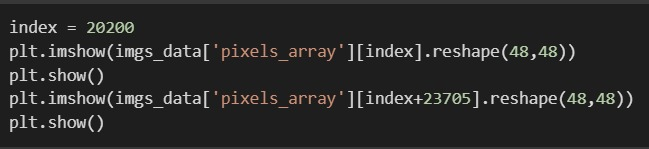 index = 20200
plt.imshow(imgs_data['pixels_array'][index].reshape(48,48))
plt.show()
plt.imshow(imgs_data['pixels_array'][index+23705].reshape(48,48))
plt.show()